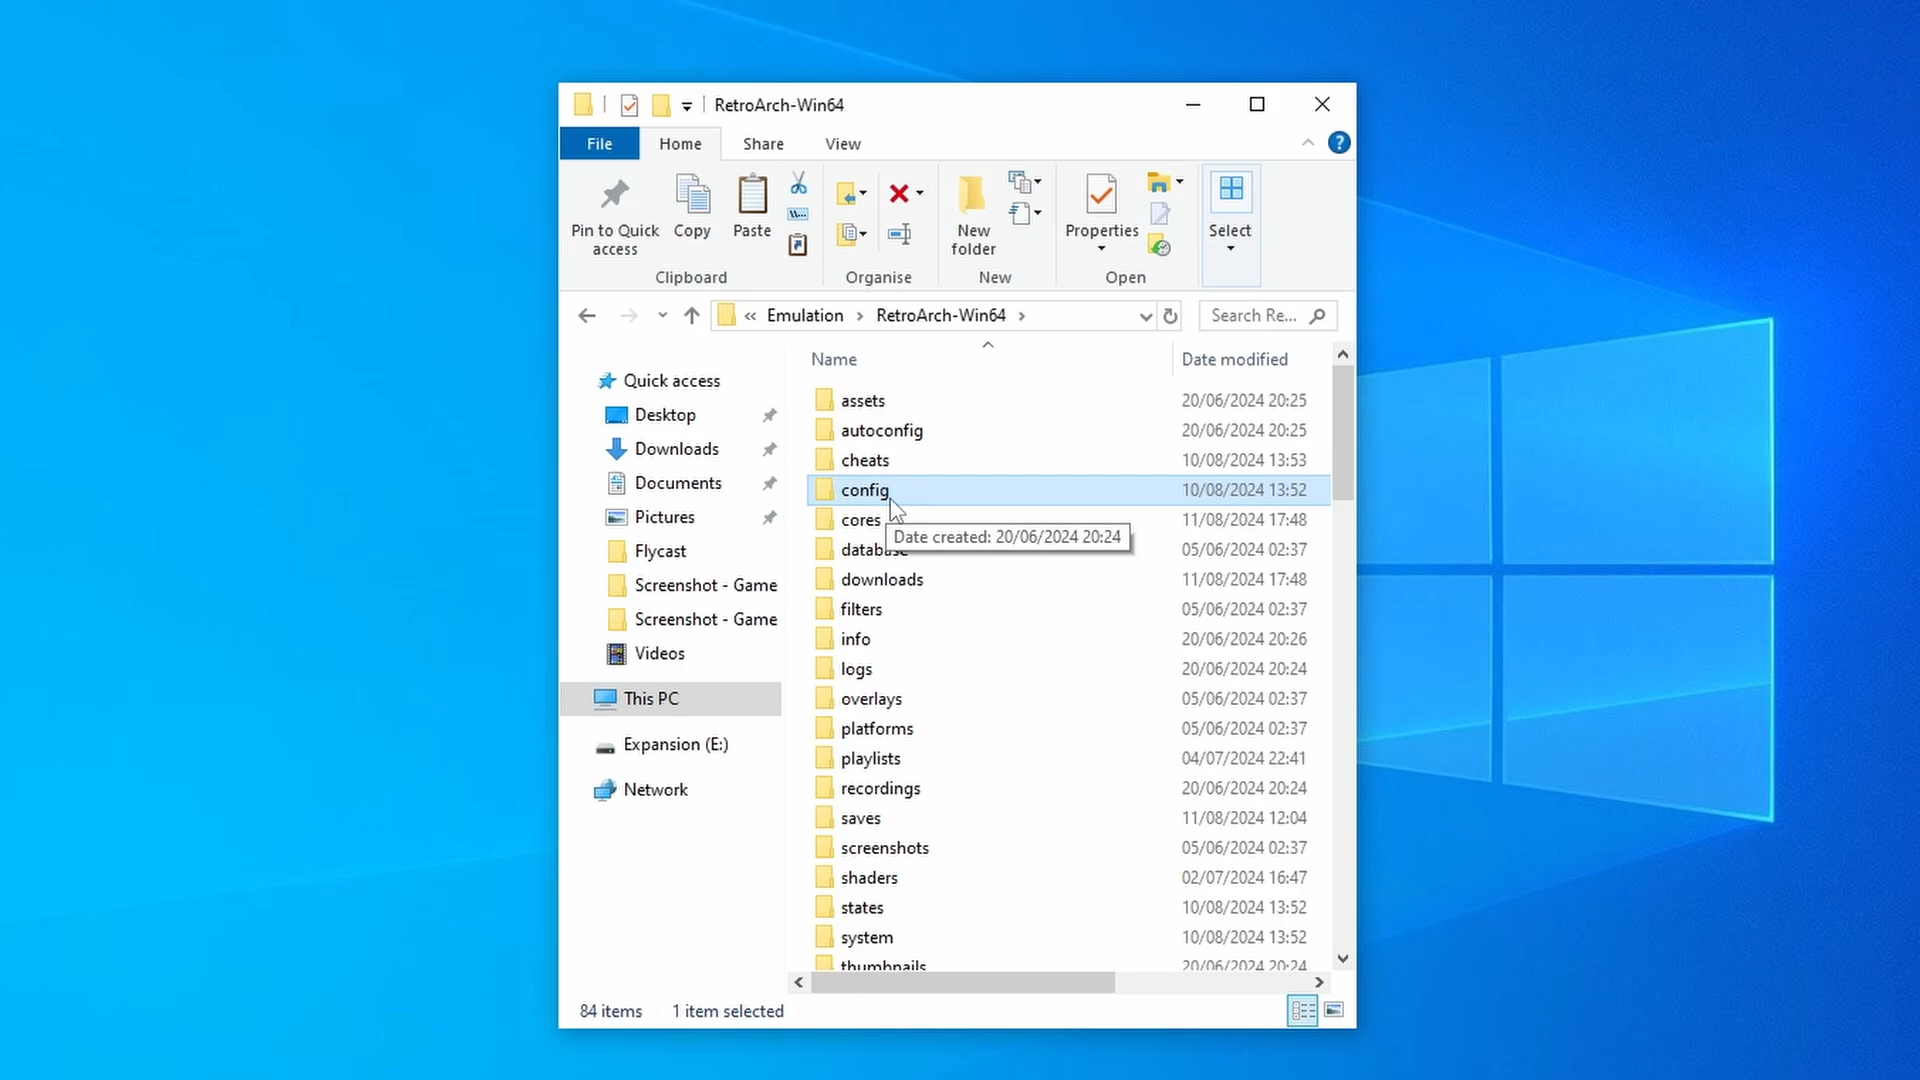 RetroArch-Win64
File Home Share View
Pin to Quick access
Copy
Paste
New folder
Properties
Select
Clipboard Organise New Open
« Emulation > RetroArch-Win64 >
Search Re...
Name Date modified
Quick access
Desktop
Downloads
Documents
Pictures
Flycast
Screenshot - Game
Screenshot - Game
Videos
This PC
Expansion (E:)
Network
assets 20/06/2024 20:25
autoconfig 20/06/2024 20:25
cheats 10/08/2024 13:53
config 10/08/2024 13:52
cores 11/08/2024 17:48
Date created: 20/06/2024 20:24
database 05/06/2024 02:37
downloads 11/08/2024 17:48
filters 05/06/2024 02:37
info 20/06/2024 20:26
logs 20/06/2024 20:24
overlays 05/06/2024 02:37
platforms 05/06/2024 02:37
playlists 04/07/2024 22:41
recordings 20/06/2024 20:24
saves 11/08/2024 12:04
screenshots 05/06/2024 02:37
shaders 02/07/2024 16:47
states 10/08/2024 13:52
system 10/08/2024 13:52
thumbnails 20/06/2024 20:24
84 items 1 item selected